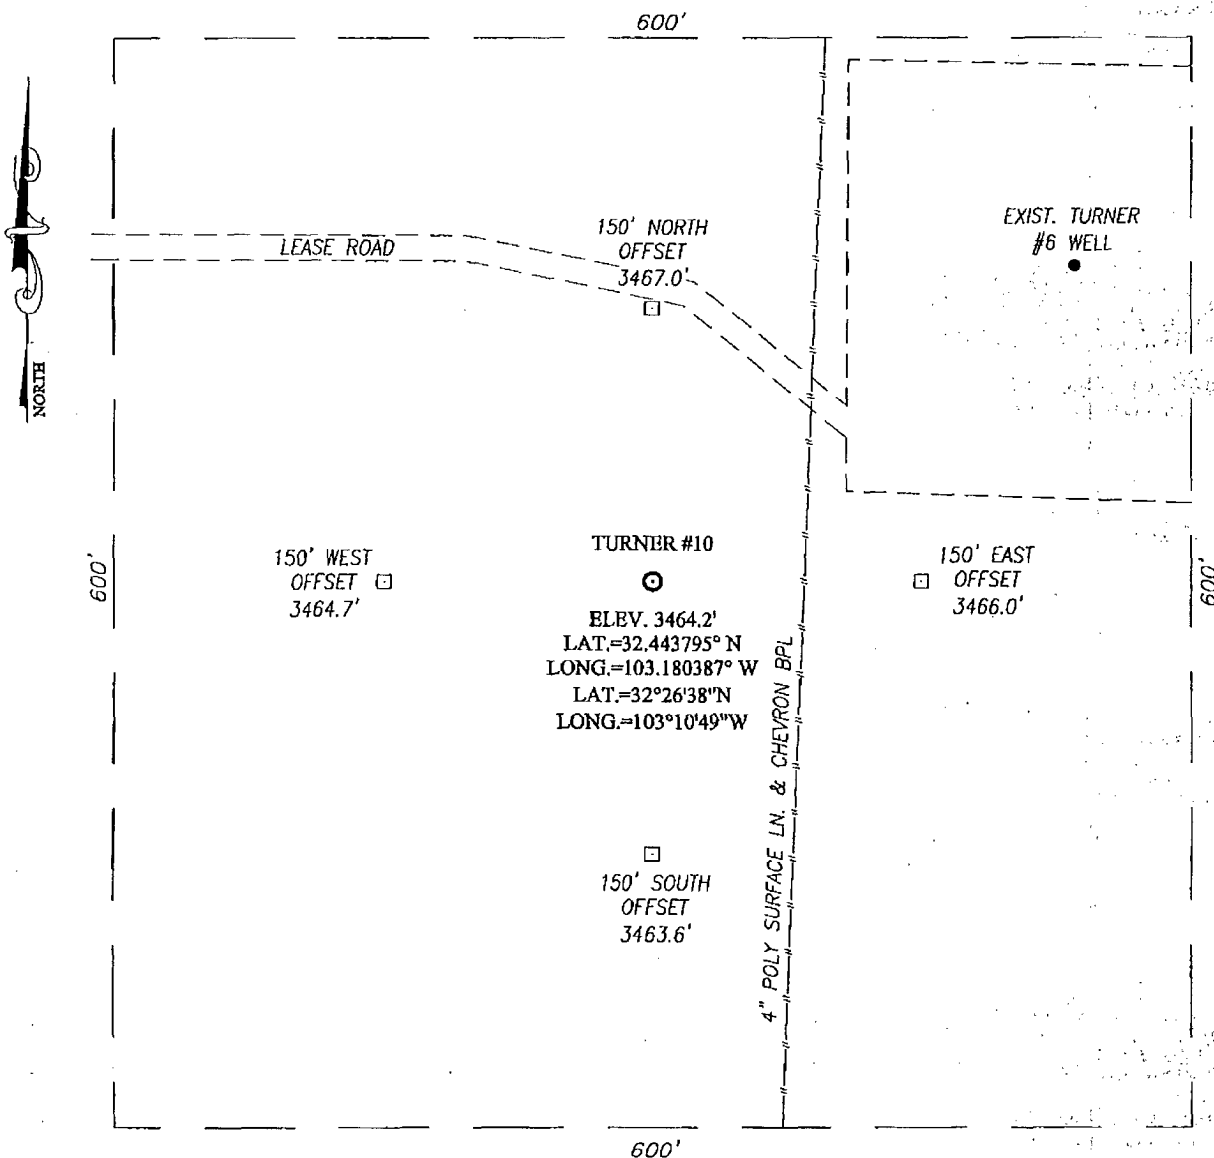 600'
150' NORTH
OFFSET
3467.0'
EXIST. TURNER
#6 WELL
LEASE ROAD
NORTH
600'
150' WEST
OFFSET
3464.7'
TURNER #10
ELEV. 3464.2'
LAT.=32.443795° N
LONG.=103.180387° W
LAT.=32°26'38"N
LONG.=103°10'49"W
150' EAST
OFFSET
3466.0'
600'
4" POLY SURFACE LN. & CHEVRON BPL
150' SOUTH
OFFSET
3463.6'
600'